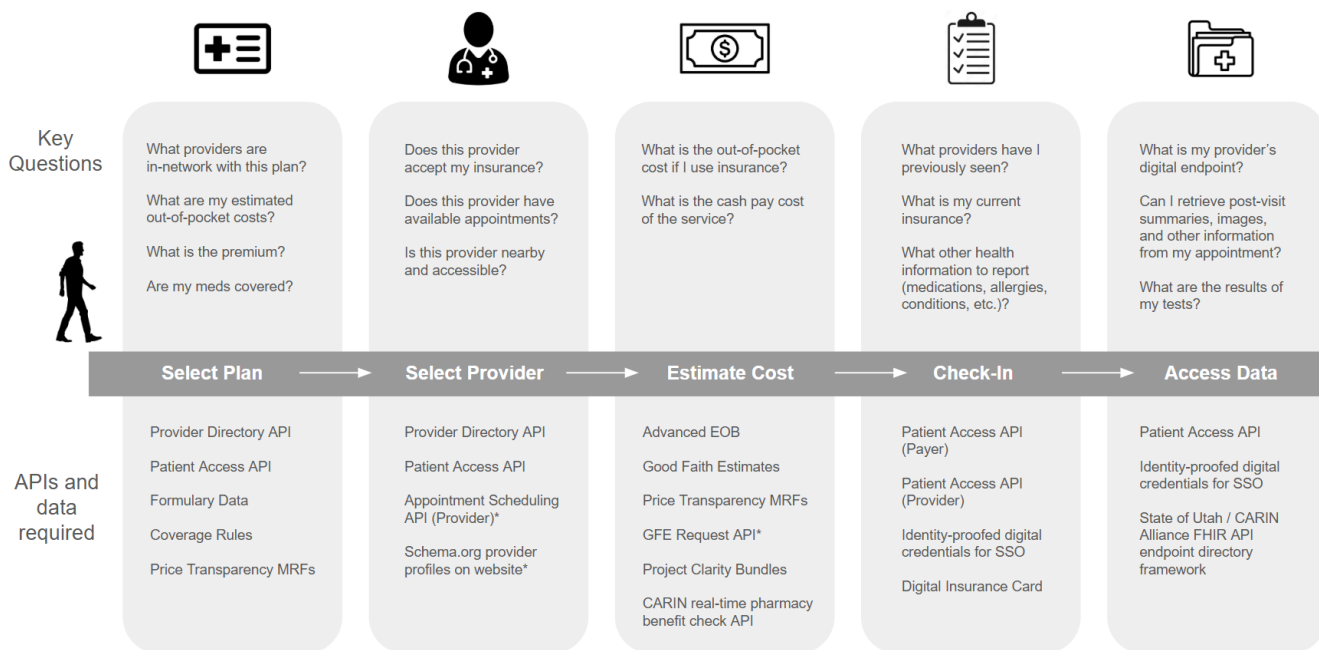 Key
Questions
What providers are
in-network with this plan?
What are my estimated
out-of-pocket costs?
What is the premium?
Are my meds covered?
Does this provider
accept my insurance?
Does this provider have
available appointments?
Is this provider nearby
and accessible?
What is the out-of-pocket
cost if I use insurance?
What is the cash pay cost
of the service?
What providers have I
previously seen?
What is my current
insurance?
What other health
information to report
(medications, allergies,
conditions, etc.)?
What is my provider’s
digital endpoint?
Can I retrieve post-visit
summaries, images,
and other information
from my appointment?
What are the results of
my tests?
Select Plan
Select Provider
Estimate Cost
Check-In
Access Data
APIs and
data
required
Provider Directory API
Patient Access API
Formulary Data
Coverage Rules
Price Transparency MRFs
Provider Directory API
Patient Access API
Appointment Scheduling
API (Provider)*
Schema.org provider
profiles on website*
Advanced EOB
Good Faith Estimates
Price Transparency MRFs
GFE Request API*
Project Clarity Bundles
CARIN real-time pharmacy
benefit check API
Patient Access API
(Payer)
Patient Access API
(Provider)
Identity-proofed digital
credentials for SSO
Digital Insurance Card
Patient Access API
Identity-proofed digital
credentials for SSO
State of Utah / CARIN
Alliance FHIR API
endpoint directory
framework